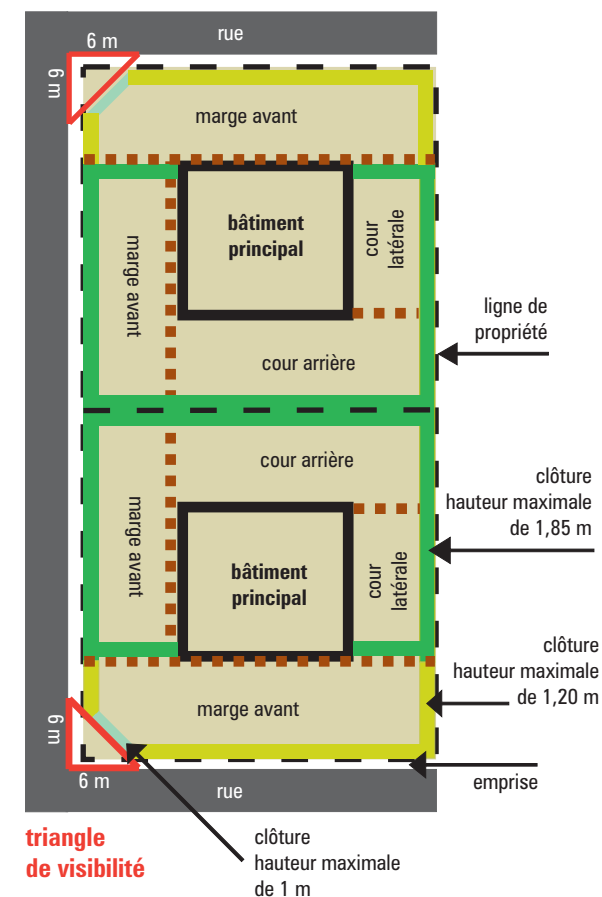 6 m
rue
6 m
marge avant
bâtiment
principal
cour
latérale
marge avant
ligne de
propriété
cour arrière
cour arrière
clôture
hauteur maximale
de 1,85 m
marge avant
bâtiment
principal
cour
latérale
clôture
hauteur maximale
de 1,20 m
marge avant
6 m
6 m
rue
emprise
triangle
de visibilité
clôture
hauteur maximale
de 1 m